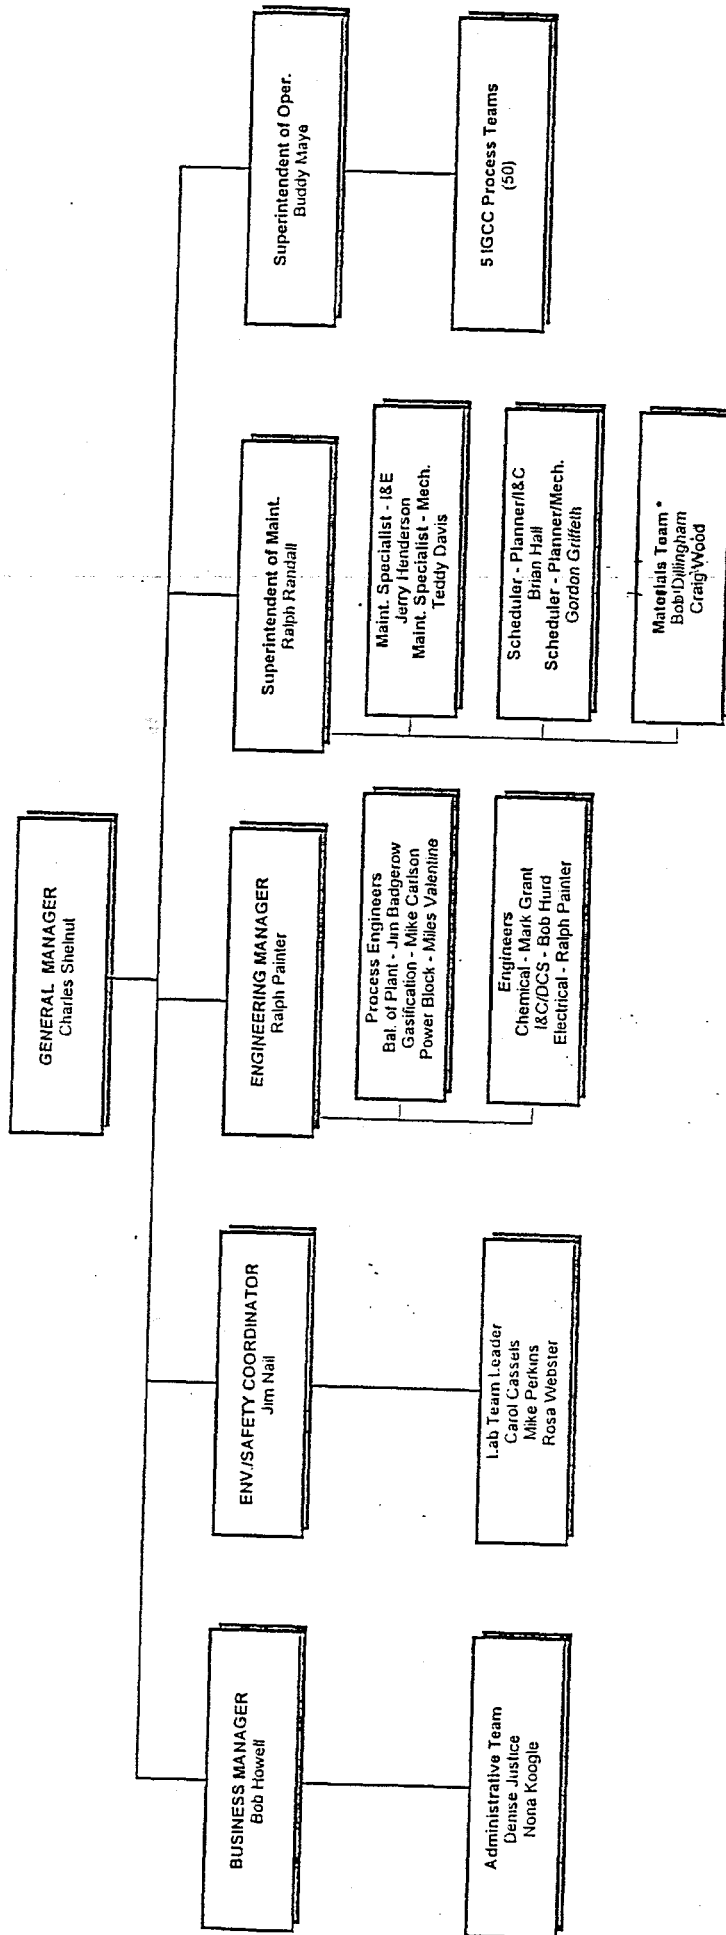 GENERAL MANAGER
Charles Shelnut
BUSINESS MANAGER
Bob Howell
Administrative Team
Denise Justice
Nona Koogle
ENV./SAFETY COORDINATOR
Jim Nail
Lab Team Leader
Carol Cassels
Mike Perkins
Rosa Webster
ENGINEERING MANAGER
Ralph Painter
Process Engineers
Bal. of Plant - Jim Badgerow
Gasification - Mike Carlson
Power Block - Miles Valentine
Engineers
Chemical - Mark Grant
I&C/DCS - Bob Hurd
Electrical - Ralph Painter
Superintendent of Maint.
Ralph Randall
Maint. Specialist - I&E
Jerry Henderson
Maint. Specialist - Mech.
Teddy Davis
Scheduler - Planner/I&C
Brian Hall
Scheduler - Planner/Mech.
Gordon Griffeth
Materials Team *
Bob Dillingham
Craig Wood
Superintendent of Oper.
Buddy Maye
5 IGCC Process Teams
(50)